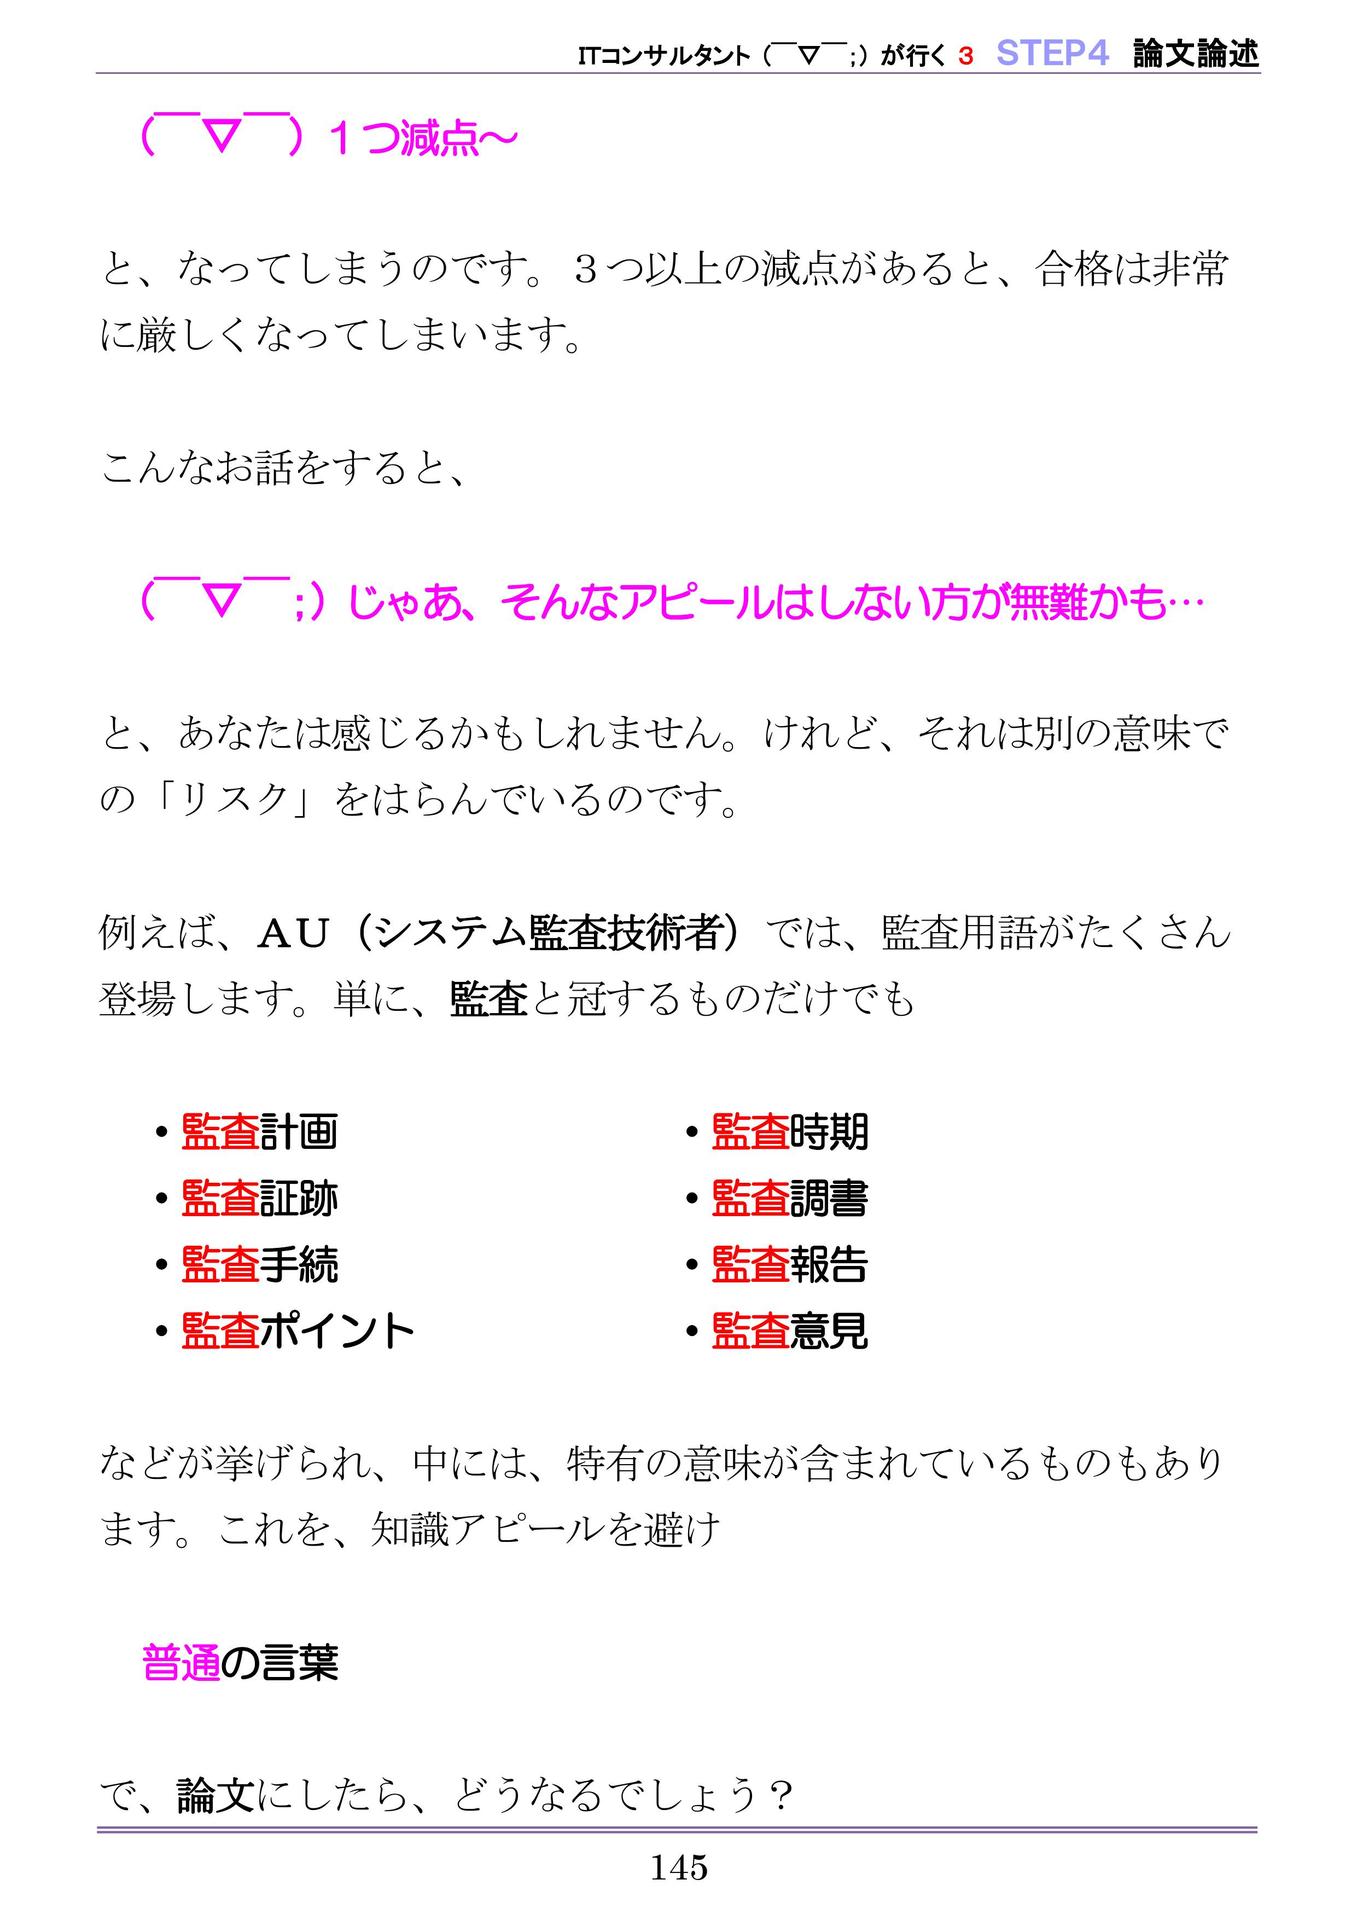 ITコンサルタント（￣▽￣；）が行く 3 STEP4 論文論述
（￣▽￣）１つ減点～
と、なってしまうのです。３つ以上の減点があると、合格は非常
に厳しくなってしまいます。
こんなお話をすると、
（￣▽￣；）じゃあ、そんなアピールはしない方が無難かも…
と、あなたは感じるかもしれません。けれど、それは別の意味で
の「リスク」をはらんでいるのです。
例えば、ＡＵ（システム監査技術者）では、監査用語がたくさん
登場します。単に、監査と冠するものだけでも
・監査計画
・監査証跡
・監査手続
・監査ポイント
・監査時期
・監査調書
・監査報告
・監査意見
などが挙げられ、中には、特有の意味が含まれているものもあり
ます。これを、知識アピールを避け
普通の言葉
で、論文にしたら、どうなるでしょう？
145